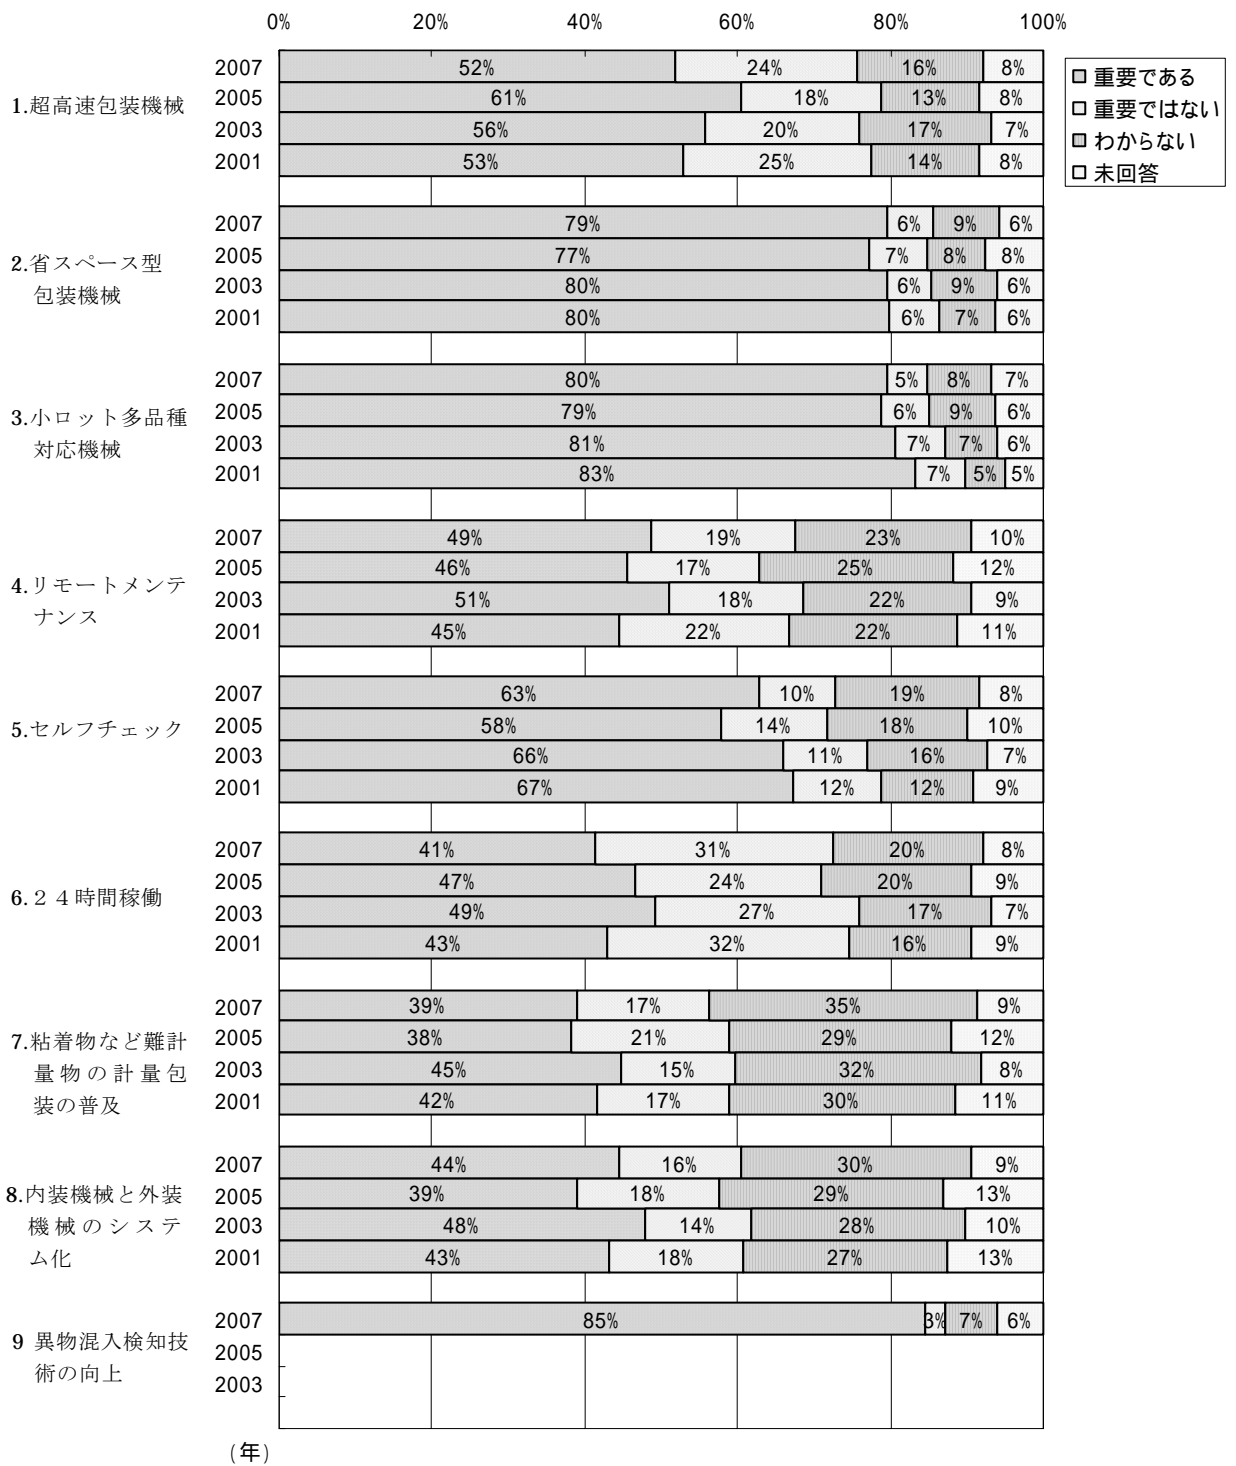 0% 20% 40% 60% 80% 100%
重要である
重要ではない
わからない
未回答
1.超高速包装機械
2007 52% 24% 16% 8%
2005 61% 18% 13% 8%
2003 56% 20% 17% 7%
2001 53% 25% 14% 8%
2.省スペース型
包装機械
2007 79% 6% 9% 6%
2005 77% 7% 8% 8%
2003 80% 6% 9% 6%
2001 80% 6% 7% 6%
3.小ロット多品種
対応機械
2007 80% 5% 8% 7%
2005 79% 6% 9% 6%
2003 81% 7% 7% 6%
2001 83% 7% 5% 5%
4.リモートメンテ
ナンス
2007 49% 19% 23% 10%
2005 46% 17% 25% 12%
2003 51% 18% 22% 9%
2001 45% 22% 22% 11%
5.セルフチェック
2007 63% 10% 19% 8%
2005 58% 14% 18% 10%
2003 66% 11% 16% 7%
2001 67% 12% 12% 9%
6.24時間稼働
2007 41% 31% 20% 8%
2005 47% 24% 20% 9%
2003 49% 27% 17% 7%
2001 43% 32% 16% 9%
7.粘着物など難計
量物の計量包
装の普及
2007 39% 17% 35% 9%
2005 38% 21% 29% 12%
2003 45% 15% 32% 8%
2001 42% 17% 30% 11%
8.内装機械と外装
機械のシステ
ム化
2007 44% 16% 30% 9%
2005 39% 18% 29% 13%
2003 48% 14% 28% 10%
2001 43% 18% 27% 13%
9 異物混入検知技
術の向上
2007 85% 3% 7% 6%
2005
2003
(年)